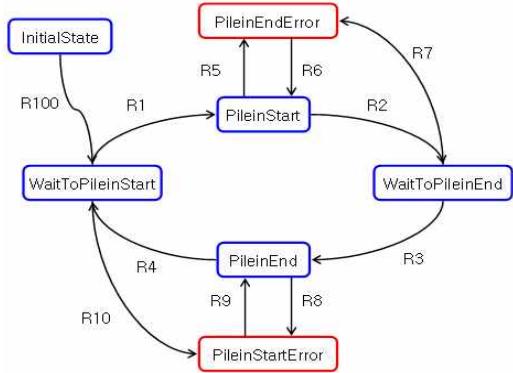 PileinEndError
InitialState
R7
R5
R6
R100
R1
PileinStart
R2
WaitToPileinStart
WaitToPileinEnd
R4
PileinEnd
R3
R9
R8
R10
PileinStartError